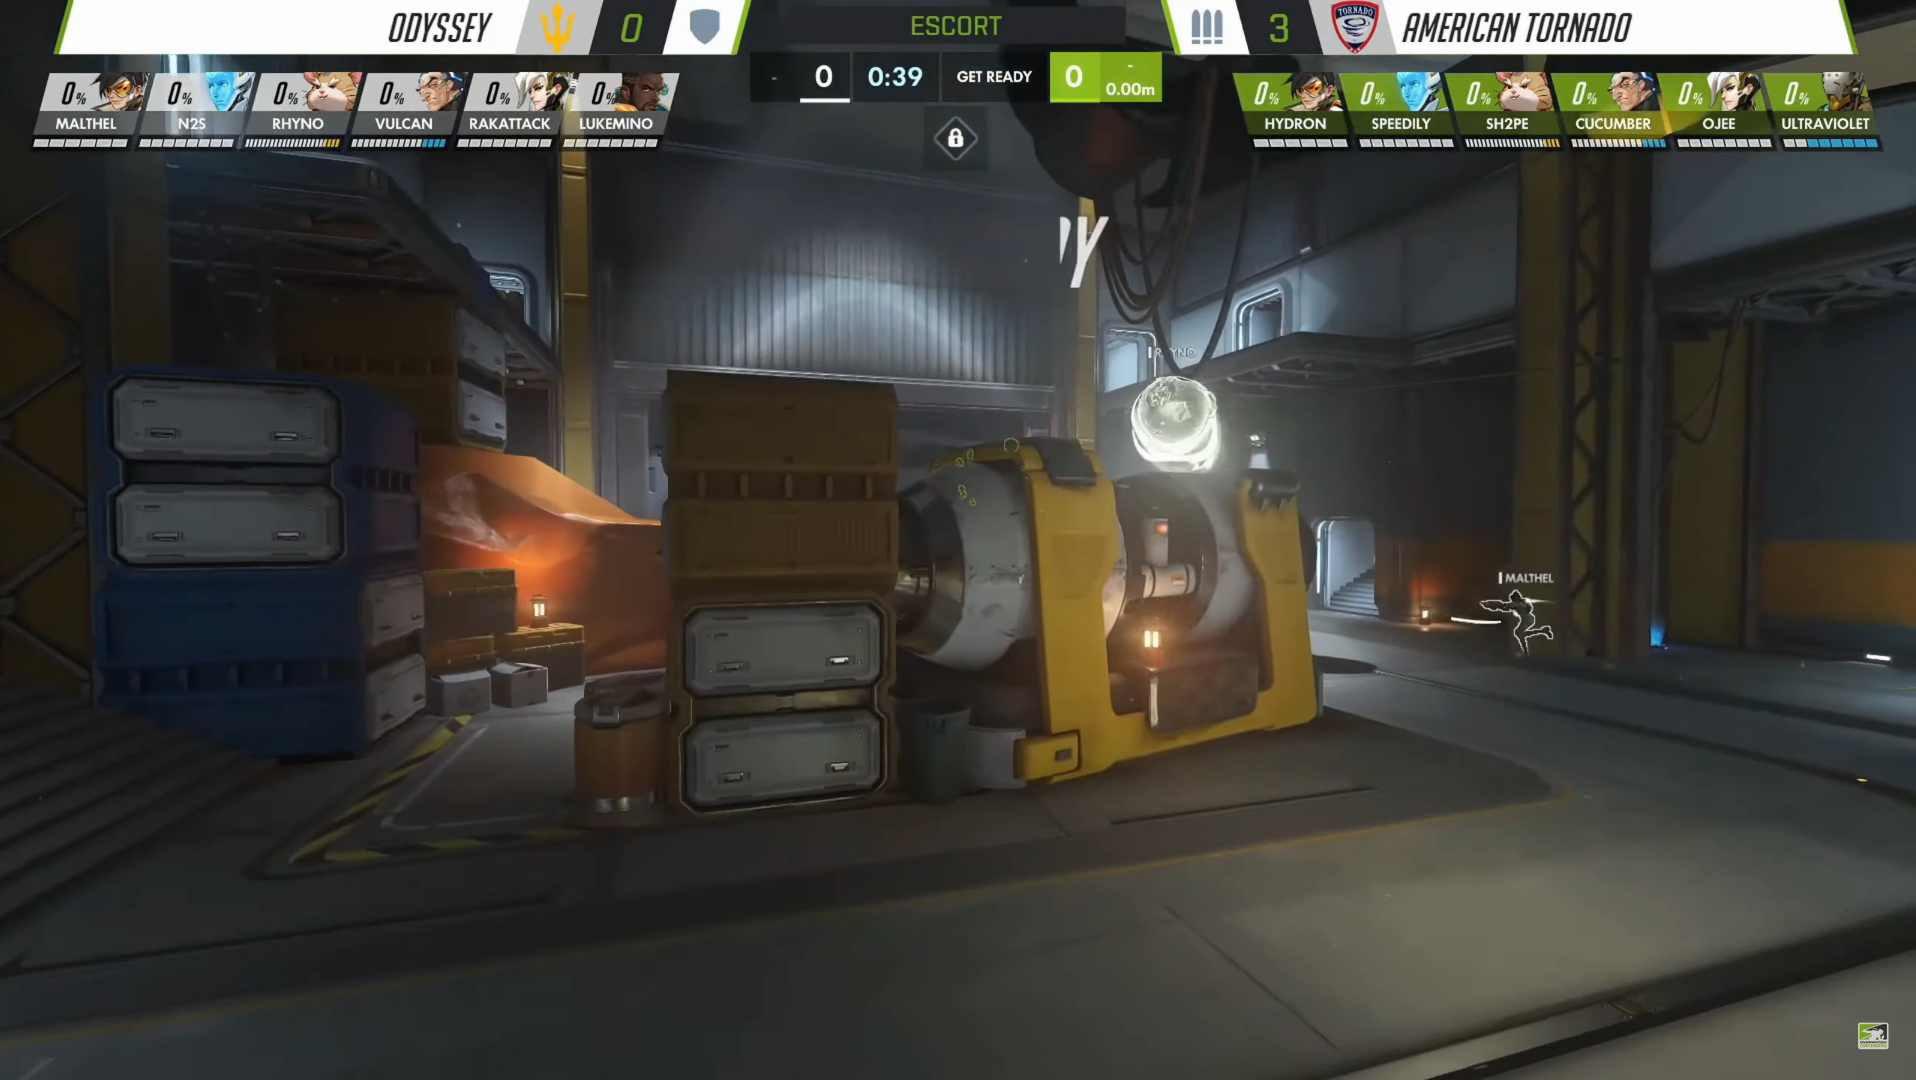 ODYSSEY 0 ESCORT 3 TORNADO AMERICAN TORNADO
- 0 0:39 GET READY 0 - 0.00m
0% 0% 0% 0% 0% 0% 0% 0% 0% 0% 0% 0%
MALTHEL N2S RHYNO VULCAN RAKATTACK LUKEMINO HYDRON SPEEDILY SH2PE CUCUMBER OJEE ULTRAVIOLET
RHYNO
MALTHEL